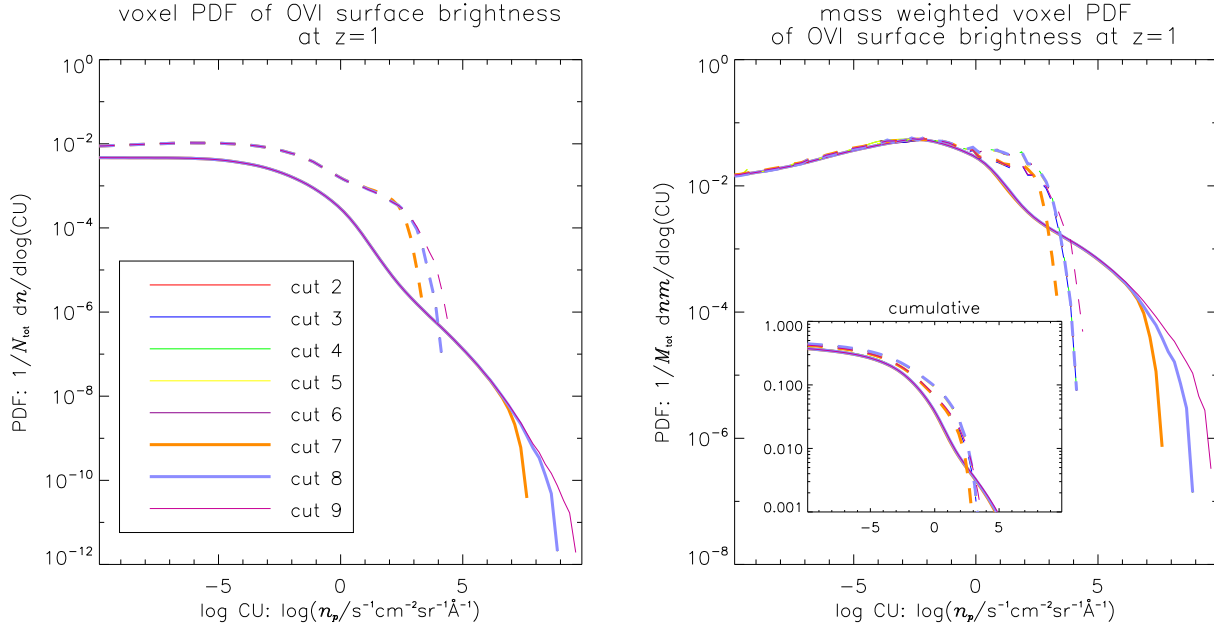 voxel PDF of OVI surface brightness
at z=1
PDF: 1/N_tot dn/dlog(CU)
10^0
10^-2
10^-4
10^-6
10^-8
10^-10
10^-12
cut 2
cut 3
cut 4
cut 5
cut 6
cut 7
cut 8
cut 9
-5 0 5
log CU: log(n_p/s^-1cm^-2sr^-1Å^-1)
mass weighted voxel PDF
of OVI surface brightness at z=1
PDF: 1/M_tot dnm/dlog(CU)
10^0
10^-2
10^-4
10^-6
10^-8
cumulative
1.000
0.100
0.010
0.001
-5 0 5
-5 0 5
log CU: log(n_p/s^-1cm^-2sr^-1Å^-1)